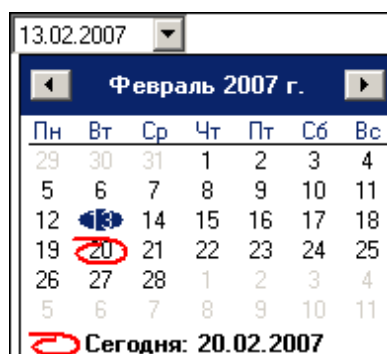 13.02.2007
Февраль 2007 г.
Пн Вт Ср Чт Пт Сб Вс
29 30 31 1 2 3 4
5 6 7 8 9 10 11
12 13 14 15 16 17 18
19 20 21 22 23 24 25
26 27 28 1 2 3 4
5 6 7 8 9 10 11
Сегодня: 20.02.2007